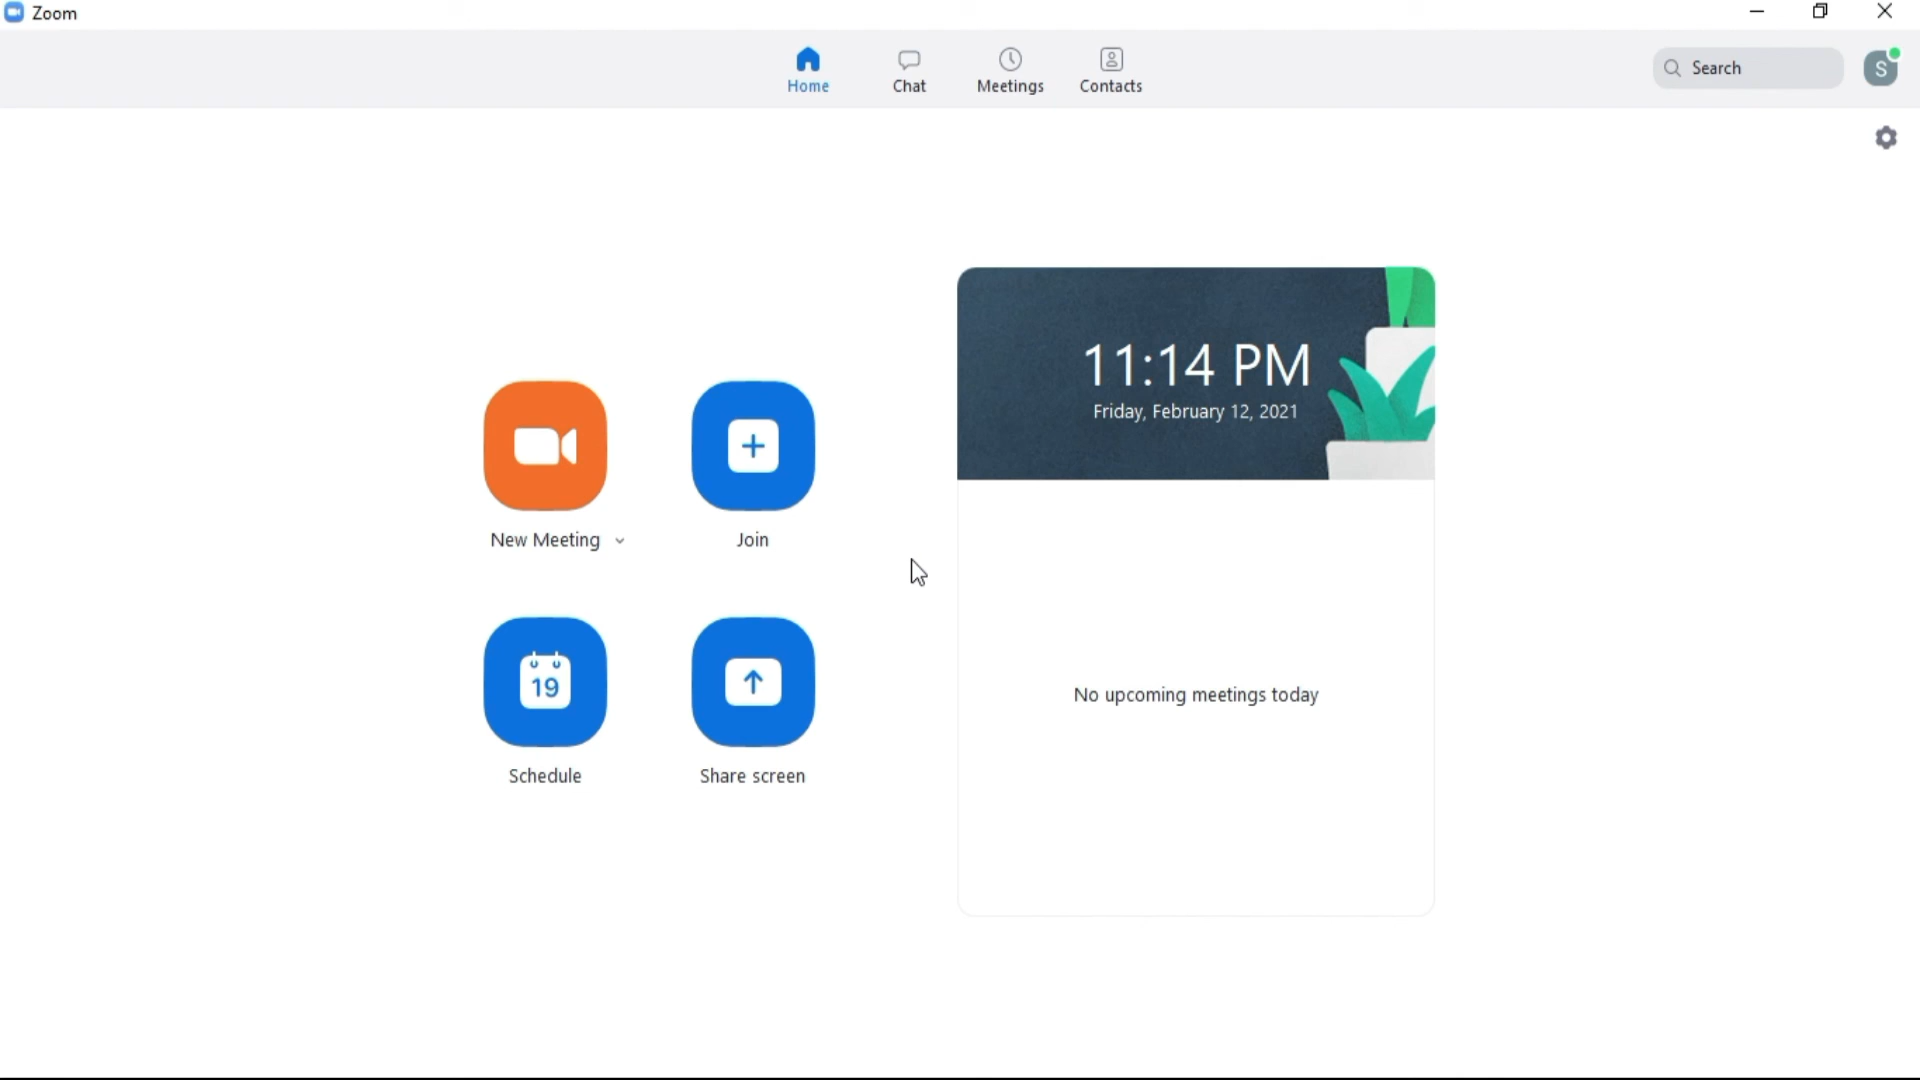 Zoom
Home
Chat
Meetings
Contacts
Search
S
11:14 PM
Friday, February 12, 2021
New Meeting
Join
19
Schedule
Share screen
No upcoming meetings today